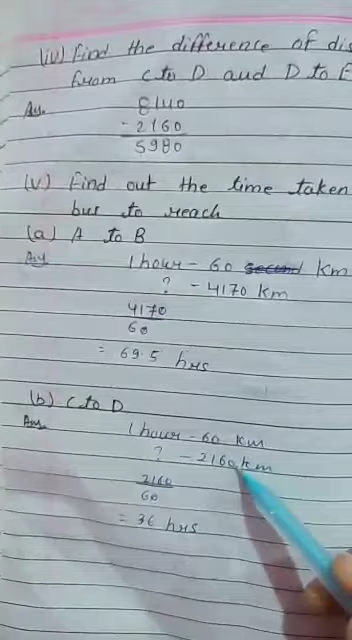 (iv) Find the difference of dis
from C to D and D to E
Ans. 8140
- 2160
5980
(v) Find out the time taken
bus to reach
(a) A to B
Ans 1 hour - 60 Km
? - 4170 Km
4170
60
= 69.5 hrs
(b) C to D
Ans. 1 hour - 60 Km
? - 2160 km
2160
60
= 36 hrs